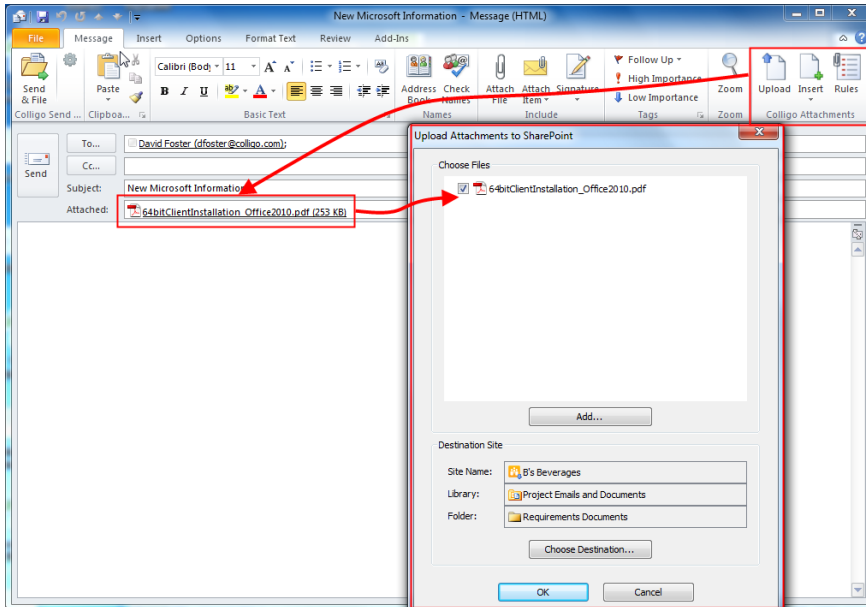 New Microsoft Information - Message (HTML)
File Message Insert Options Format Text Review Add-Ins
Calibri (Body 11
Send & File
Paste
B I U
Address Book
Check Names
Attach File
Attach Item
Signature
Follow Up
High Importance
Low Importance
Zoom
Upload
Insert
Rules
Colligo Send ... Clipboa... Basic Text Names Include Tags Zoom Colligo Attachments
Send
To... David Foster (dfoster@colligo.com);
Cc...
Subject: New Microsoft Information
Attached: 64bitClientInstallation_Office2010.pdf (253 KB)
Upload Attachments to SharePoint
Choose Files
64bitClientInstallation_Office2010.pdf
Add...
Destination Site
Site Name: B's Beverages
Library: Project Emails and Documents
Folder: Requirements Documents
Choose Destination...
OK Cancel